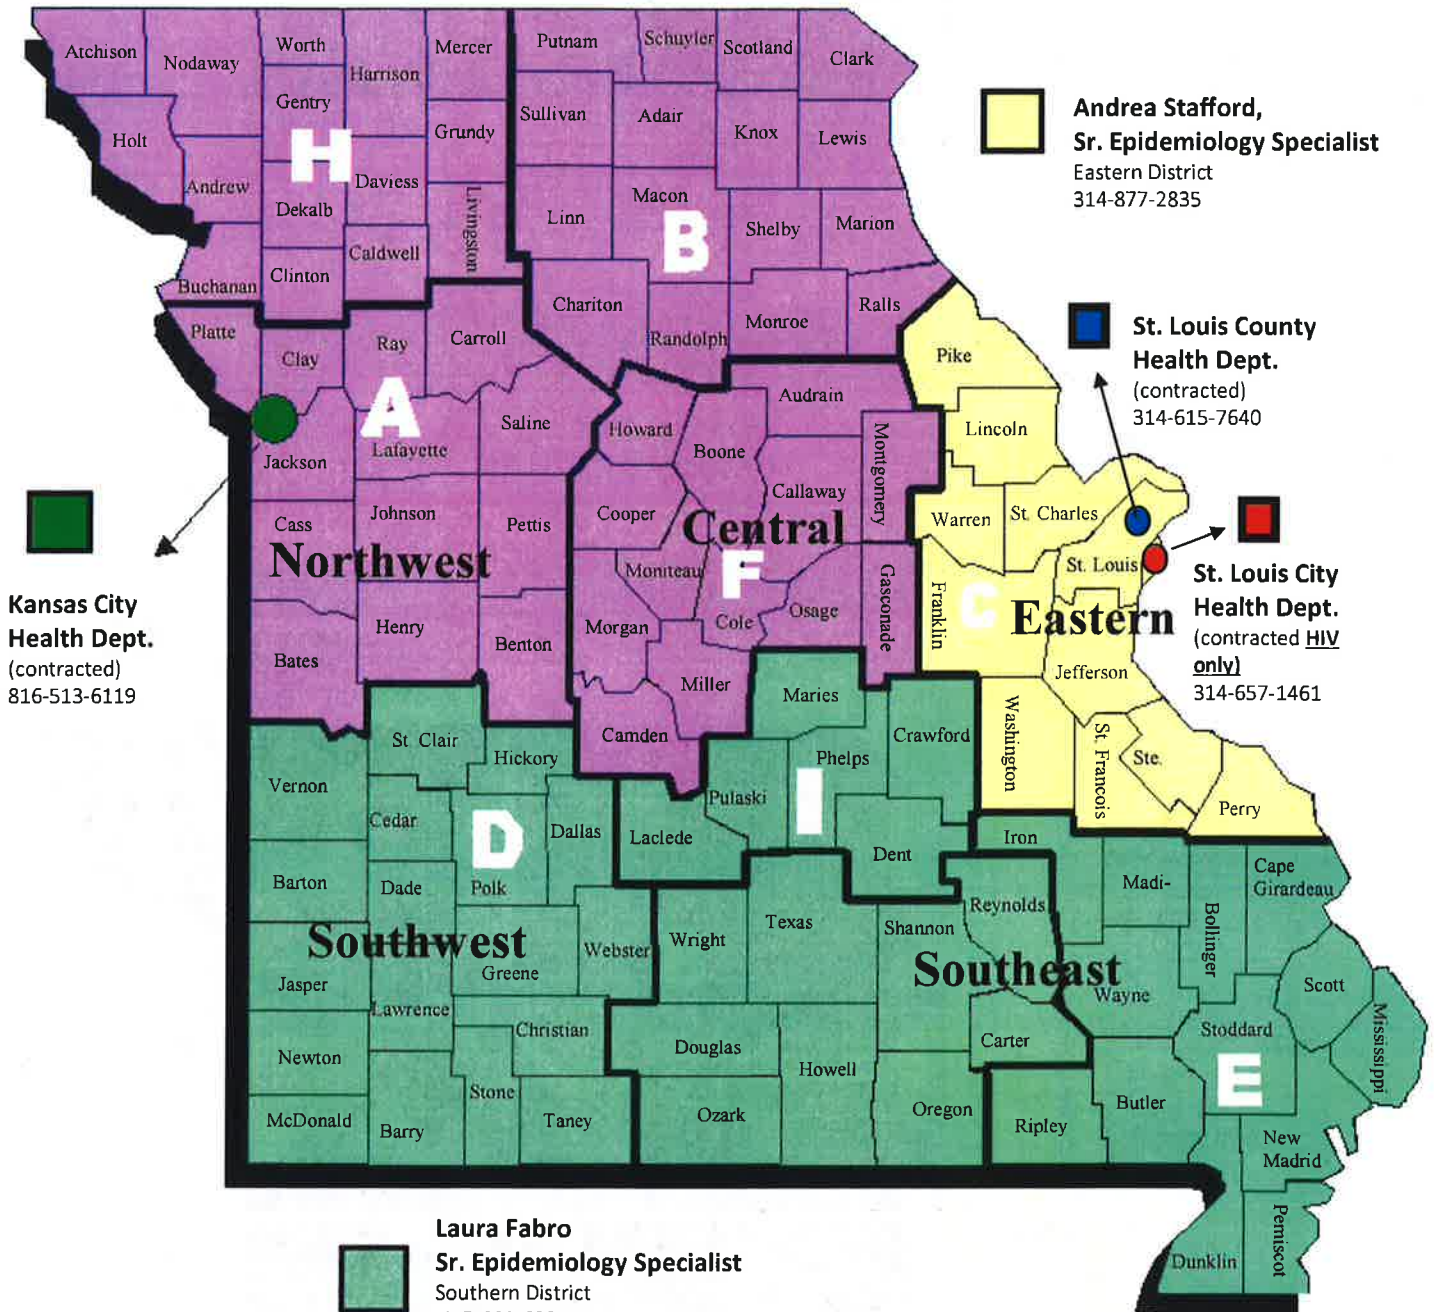 Atchison
Nodaway
Worth
Harrison
Mercer
Putnam
Schuyler
Scotland
Clark
Gentry
Holt
Sullivan
Adair
Knox
Lewis
Grundy
H
Andrew
Daviess
Dekalb
Livingston
Linn
Macon
B
Shelby
Marion
Caldwell
Clinton
Buchanan
Chariton
Randolph
Monroe
Ralls
Platte
Clay
Ray
Carroll
A
Lafayette
Saline
Jackson
Howard
Boone
Audrain
Montgomery
Callaway
Pike
Lincoln
Cass
Johnson
Pettis
Cooper
Central
Northwest
Moniteau
F
Warren
St. Charles
St. Louis
Henry
Bates
Benton
Morgan
Cole
Osage
Gasconade
Franklin
C
Eastern
Miller
Jefferson
Camden
Maries
Crawford
Washington
St. Francois
Ste.
Perry
St. Clair
Hickory
Vernon
Phelps
Pulaski
I
Cedar
D
Dallas
Laclede
Dent
Iron
Barton
Dade
Polk
Madi-
Cape
Girardeau
Reynolds
Bollinger
Texas
Shannon
Wright
Southwest
Webster
Greene
Southeast
Jasper
Lawrence
Wayne
Scott
Mississippi
Christian
Carter
Stoddard
Newton
Douglas
Howell
E
Stone
McDonald
Barry
Taney
Ozark
Oregon
Ripley
Butler
New
Madrid
Dunklin
Pemiscot
Andrea Stafford,
Sr. Epidemiology Specialist
Eastern District
314-877-2835
St. Louis County
Health Dept.
(contracted)
314-615-7640
St. Louis City
Health Dept.
(contracted HIV
only)
314-657-1461
Kansas City
Health Dept.
(contracted)
816-513-6119
Laura Fabro
Sr. Epidemiology Specialist
Southern District